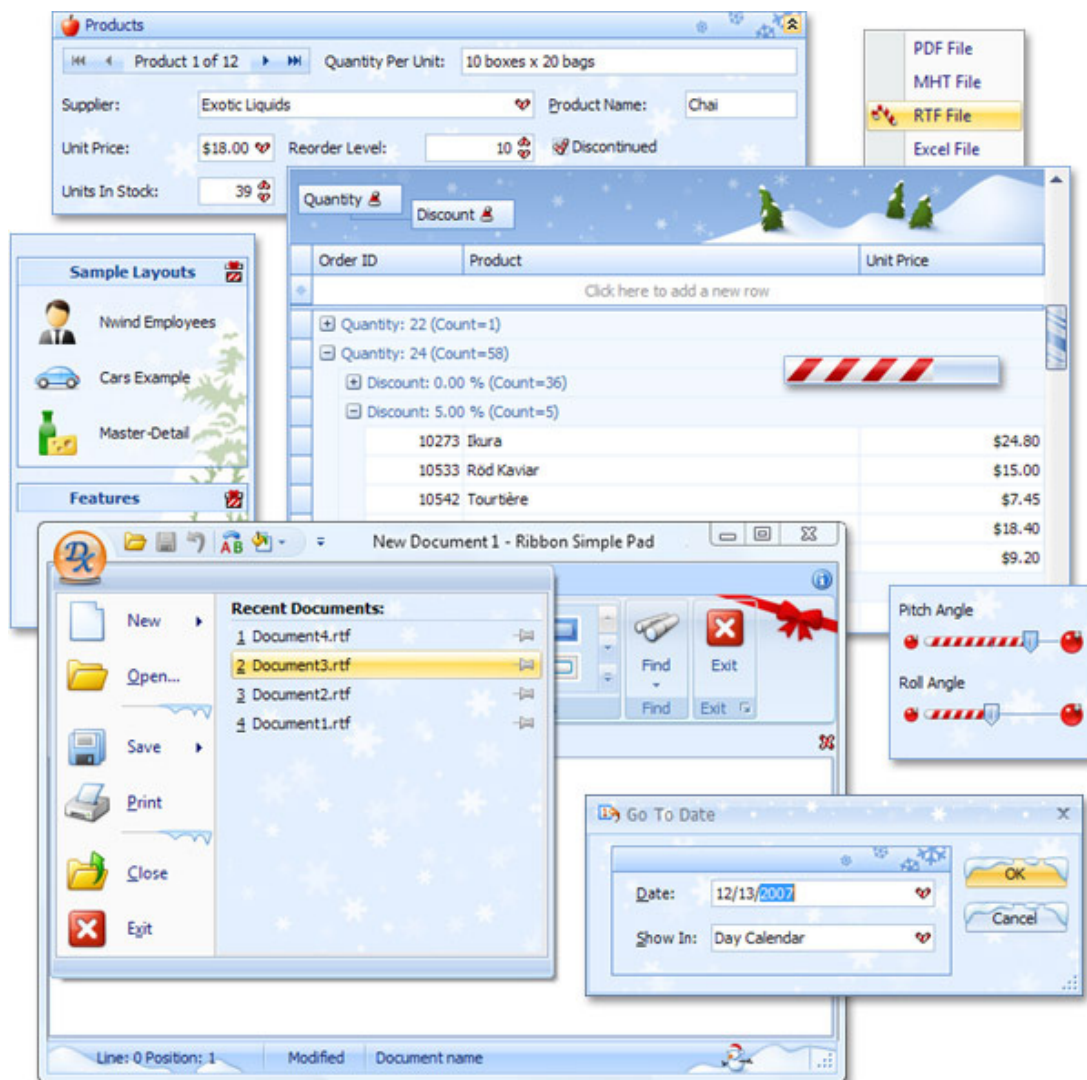 Products
Product 1 of 12
Quantity Per Unit: 10 boxes x 20 bags
Supplier: Exotic Liquids Product Name: Chai
Unit Price: $18.00 Reorder Level: 10 Discontinued
Units In Stock: 39
PDF File
MHT File
RTF File
Excel File
Quantity
Discount
Order ID Product Unit Price
Click here to add a new row
Quantity: 22 (Count=1)
Quantity: 24 (Count=58)
Discount: 0.00 % (Count=36)
Discount: 5.00 % (Count=5)
10273 Ikura $24.80
10533 Röd Kaviar $15.00
10542 Tourtière $7.45
$18.40
$9.20
Sample Layouts
Nwind Employees
Cars Example
Master-Detail
Features
DX
AB
New Document 1 - Ribbon Simple Pad
New
Open...
Save
Print
Close
Exit
Recent Documents:
1 Document4.rtf
2 Document3.rtf
3 Document2.rtf
4 Document1.rtf
Find Exit
Find Exit
Pitch Angle
Roll Angle
Go To Date
Date: 12/13/2007
Show In: Day Calendar
OK
Cancel
Line: 0 Position: 1 Modified Document name